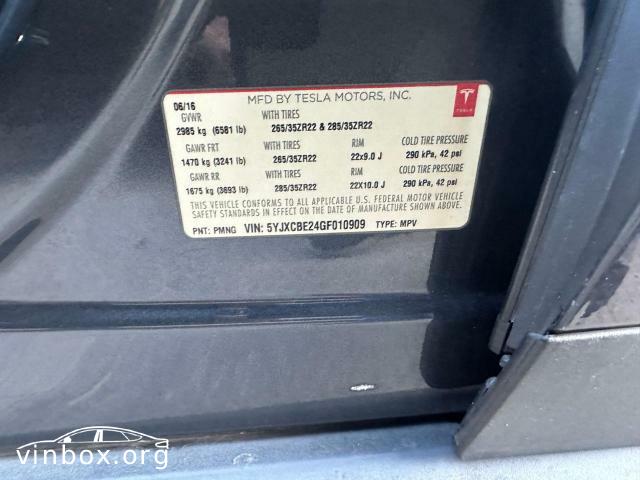 MFD BY TESLA MOTORS, INC.
06/16
GVWR WITH TIRES
2985 kg (6581 lb) 265/35ZR22 & 285/35ZR22
GAWR FRT WITH TIRES RIM COLD TIRE PRESSURE
1470 kg (3241 lb) 265/35ZR22 22x9.0 J 290 kPa, 42 psi
GAWR RR WITH TIRES RIM COLD TIRE PRESSURE
1675 kg (3693 lb) 285/35ZR22 22X10.0 J 290 kPa, 42 psi
THIS VEHICLE CONFORMS TO ALL APPLICABLE U.S. FEDERAL MOTOR VEHICLE
SAFETY STANDARDS IN EFFECT ON THE DATE OF MANUFACTURE SHOWN ABOVE.
PNT: PMNG VIN: 5YJXCBE24GF010909 TYPE: MPV
TESLA
vinbox.org